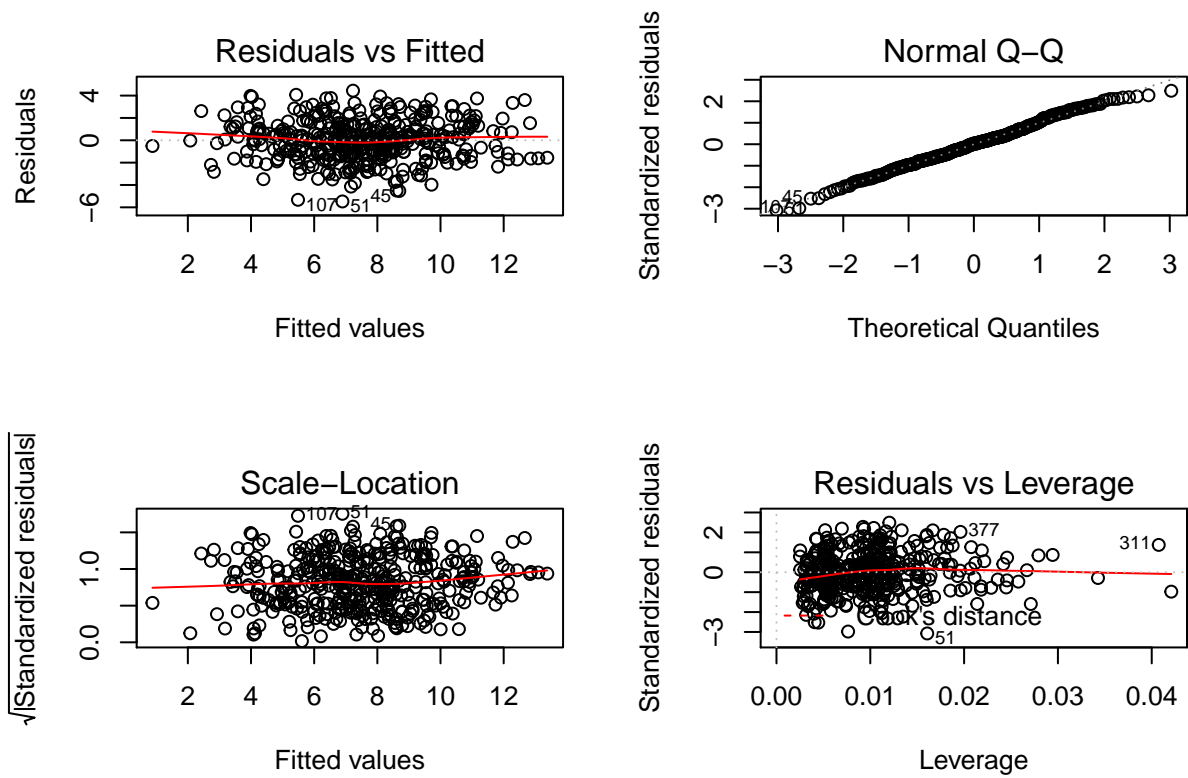 Residuals vs Fitted
Residuals
4
0
−6
107
51
45
2 4 6 8 10 12
Fitted values
Normal Q−Q
Standardized residuals
2
0
−3
45
−3 −2 −1 0 1 2 3
Theoretical Quantiles
Scale−Location
√|Standardized residuals|
1.0
0.0
107
51
45
2 4 6 8 10 12
Fitted values
Residuals vs Leverage
Standardized residuals
2
0
−3
377
311
Cook's distance
51
0.00 0.01 0.02 0.03 0.04
Leverage